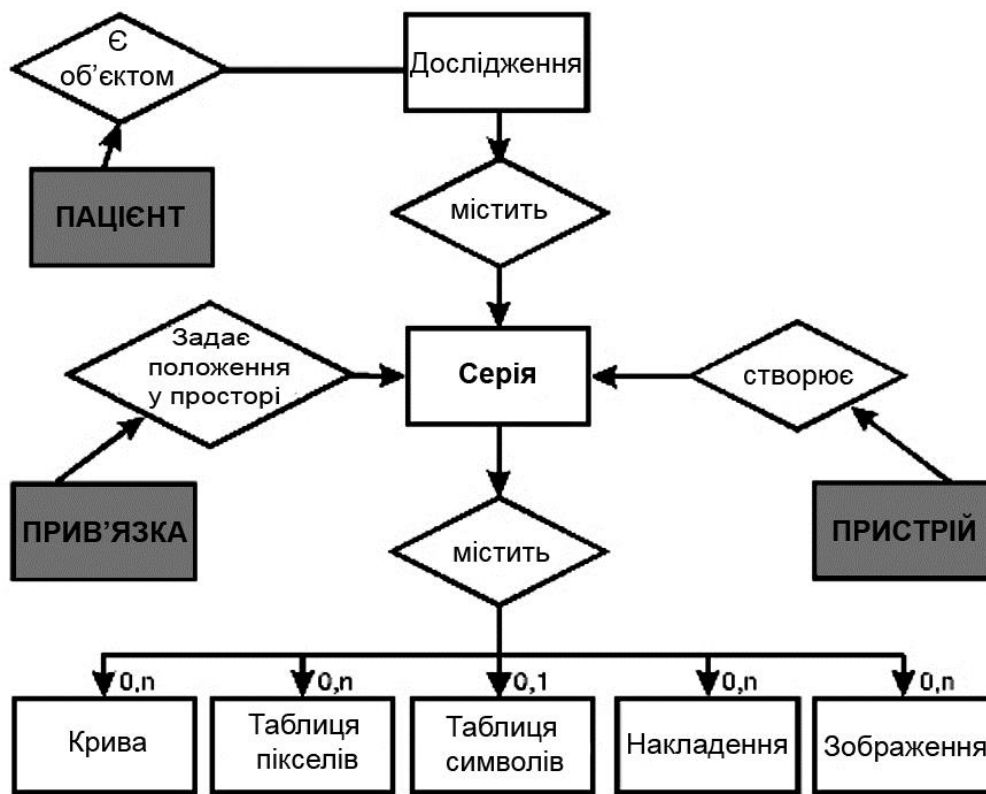 Є
об’єктом
Дослідження
ПАЦІЄНТ
містить
Задає
положення
у просторі
Серія
створює
ПРИВ’ЯЗКА
ПРИСТРІЙ
містить
0,n
0,n
0,1
0,n
0,n
Крива
Таблиця
пікселів
Таблиця
символів
Накладення
Зображення